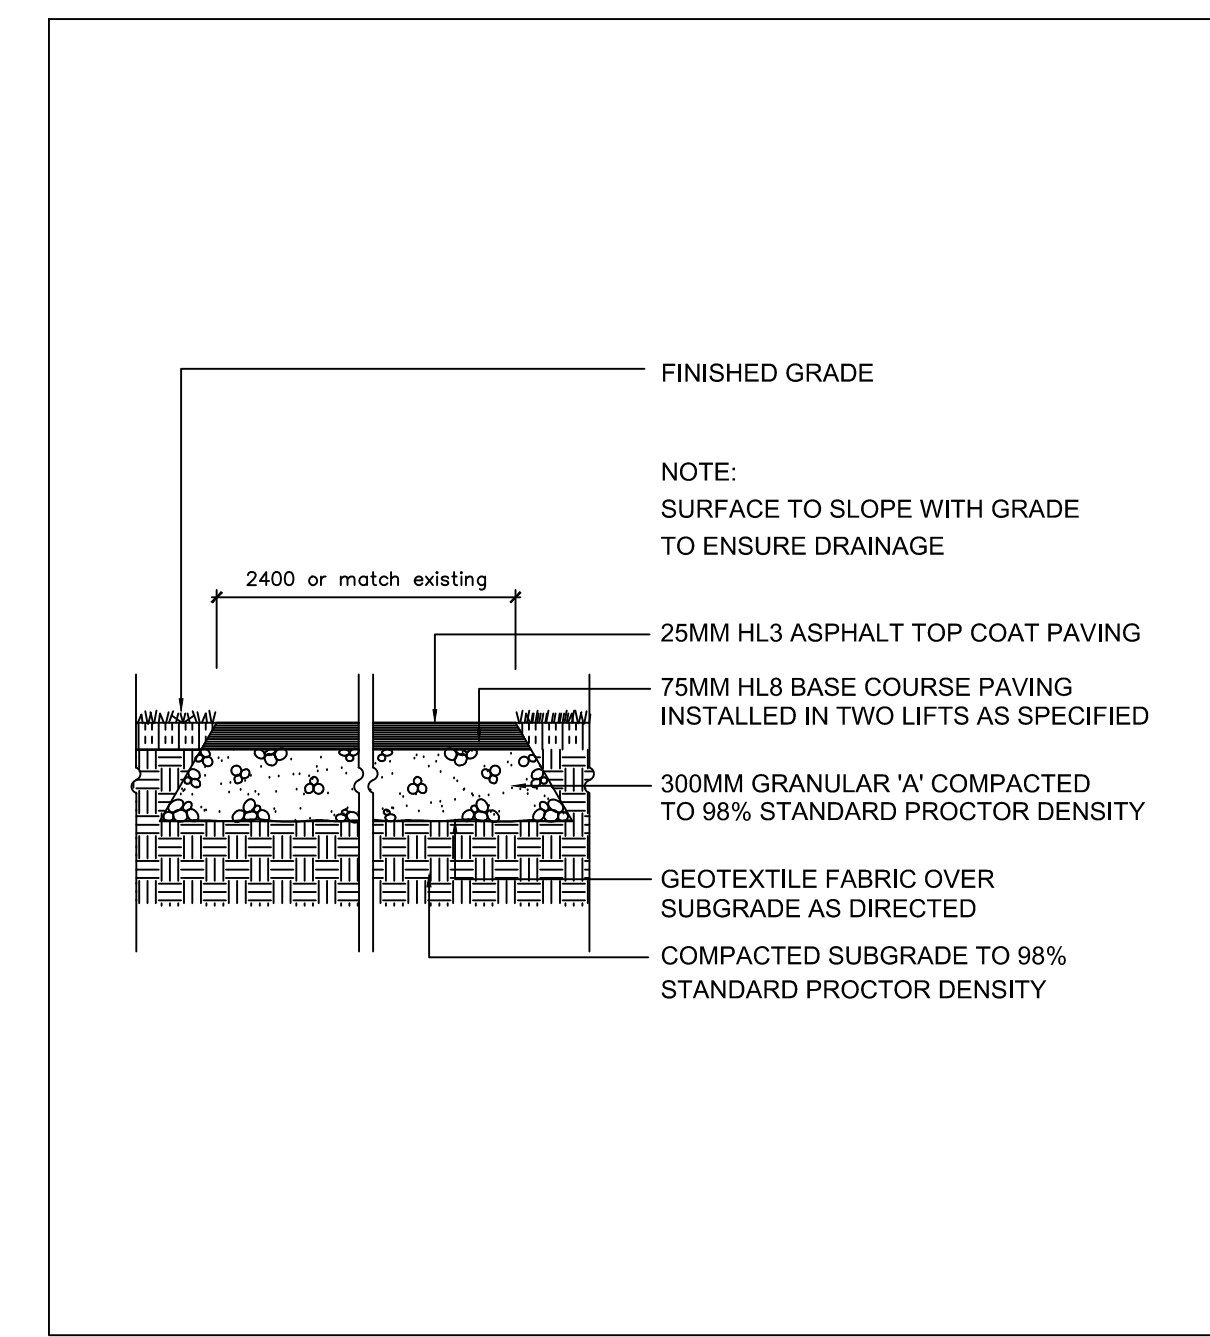 FINISHED GRADE
NOTE:
SURFACE TO SLOPE WITH GRADE
TO ENSURE DRAINAGE
2400 or match existing
25MM HL3 ASPHALT TOP COAT PAVING
75MM HL8 BASE COURSE PAVING
INSTALLED IN TWO LIFTS AS SPECIFIED
300MM GRANULAR 'A' COMPACTED
TO 98% STANDARD PROCTOR DENSITY
GEOTEXTILE FABRIC OVER
SUBGRADE AS DIRECTED
COMPACTED SUBGRADE TO 98%
STANDARD PROCTOR DENSITY